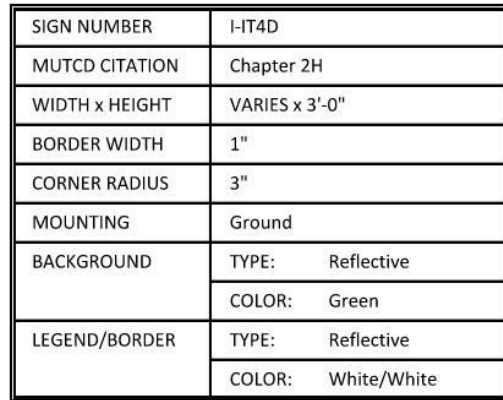 SIGN NUMBER I-IT4D
MUTCD CITATION Chapter 2H
WIDTH x HEIGHT VARIES x 3'-0"
BORDER WIDTH 1"
CORNER RADIUS 3"
MOUNTING Ground
BACKGROUND TYPE: Reflective
COLOR: Green
LEGEND/BORDER TYPE: Reflective
COLOR: White/White